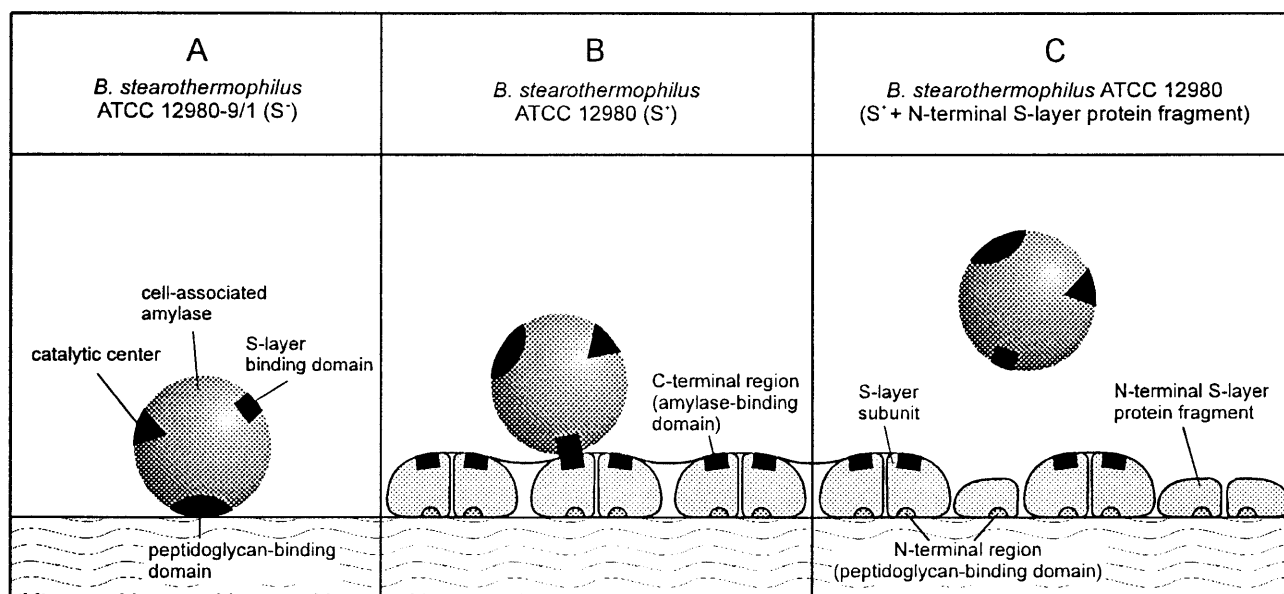 A
B. stearothermophilus
ATCC 12980-9/1 (S⁻)
B
B. stearothermophilus
ATCC 12980 (S⁺)
C
B. stearothermophilus ATCC 12980
(S⁺ + N-terminal S-layer protein fragment)
cell-associated
amylase
catalytic center
S-layer
binding domain
peptidoglycan-binding
domain
C-terminal region
(amylase-binding
domain)
S-layer
subunit
N-terminal S-layer
protein fragment
N-terminal region
(peptidoglycan-binding domain)